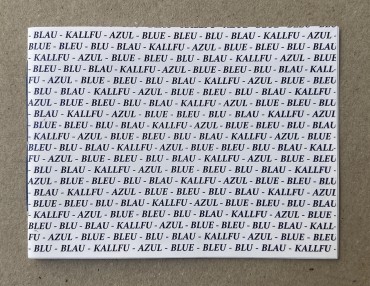 - BLAU - KALLFU - AZUL - BLUE - BLEU - BLU - BLAU - KALLFU -
BLUE - BLEU - BLU - BLAU - KALLFU - AZUL - BLUE - BLEU - BLU - BLAU
- KALLFU - AZUL - BLUE - BLEU - BLU - BLAU - KALLFU - AZUL - BLUE
BLEU - BLU - BLAU - KALLFU - AZUL - BLUE - BLEU - BLU - BLAU - KALL-
FU - AZUL - BLUE - BLEU - BLU - BLAU - KALLFU - AZUL - BLUE - BLEU
- BLU - BLAU - KALLFU - AZUL - BLUE - BLEU - BLU - BLAU - KALLFU -
AZUL - BLUE - BLEU - BLU - BLAU - KALLFU - AZUL - BLUE - BLEU - BLU
- BLAU - KALLFU - AZUL - BLUE - BLEU - BLU - BLAU - KALLFU - AZUL -
BLUE - BLEU - BLU - BLAU - KALLFU - AZUL - BLUE - BLEU - BLU - BLAU
- KALLFU - AZUL - BLUE - BLEU - BLU - BLAU - KALLFU - AZUL - BLUE -
BLEU - BLU - BLAU - KALLFU - AZUL - BLUE - BLEU - BLU - BLAU - KALL-
FU - AZUL - BLUE - BLEU - BLU - BLAU - KALLFU - AZUL - BLUE - BLEU
- BLU - BLAU - KALLFU - AZUL - BLUE - BLEU - BLU - BLAU - KALLFU -
AZUL - BLUE - BLEU - BLU - BLAU - KALLFU - AZUL - BLUE - BLEU - BLU
- BLAU - KALLFU - AZUL - BLUE - BLEU - BLU - BLAU - KALLFU - AZUL -
BLUE - BLEU - BLU - BLAU - KALLFU - AZUL - BLUE - BLEU - BLU - BLAU
- KALLFU - AZUL - BLUE - BLEU - BLU - BLAU - KALLFU - AZUL - BLUE -
BLEU - BLU - BLAU - KALLFU - AZUL - BLUE - BLEU - BLU - BLAU - KALL-
FU - AZUL - BLUE - BLEU - BLU - BLAU - KALLFU - AZUL - BLUE - BLEU
- BLU - BLAU - KALLFU - AZUL - BLUE - BLEU - BLU - BLAU - KALLFU -